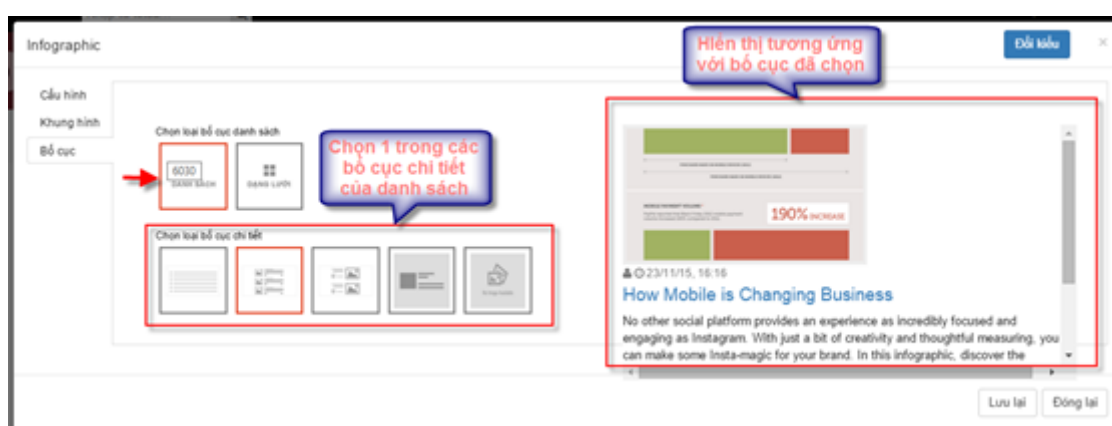 Infographic
Hiển thị tương ứng
với bố cục đã chọn
Đổi kiểu
×
Cấu hình
Khung hình
Bố cục
Chọn loại bố cục danh sách
6030
DANH SÁCH
DẠNG LƯỚI
Chọn 1 trong các
bố cục chi tiết
của danh sách
Chọn loại bố cục chi tiết
190% INCREASE
23/11/15, 16:16
How Mobile is Changing Business
No other social platform provides an experience as incredibly focused and
engaging as Instagram. With just a bit of creativity and thoughtful measuring, you
can make some Insta-magic for your brand. In this infographic, discover the
Lưu lại
Đóng lại